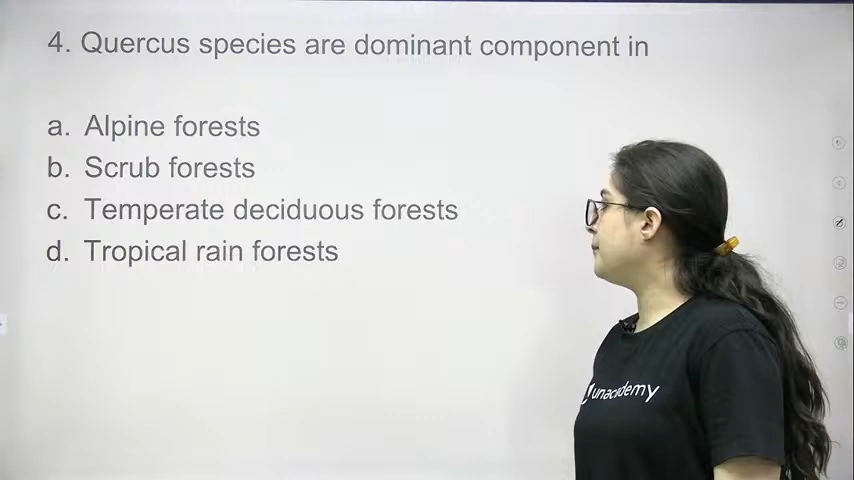 4. Quercus species are dominant component in
a. Alpine forests
b. Scrub forests
c. Temperate deciduous forests
d. Tropical rain forests
unacademy